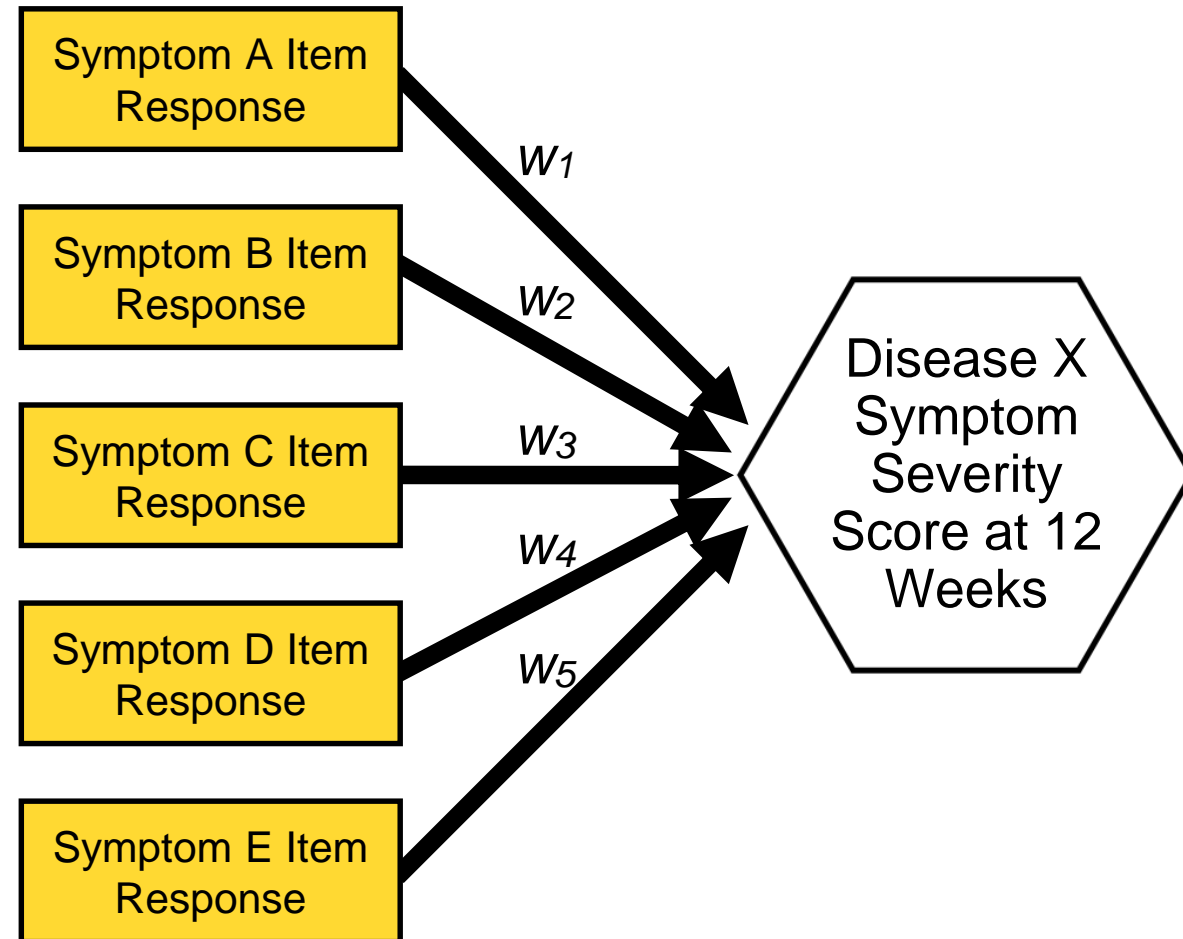 Symptom A Item
Response
w1
Symptom B Item
Response
w2
Symptom C Item
Response
w3
Symptom D Item
Response
w4
Symptom E Item
Response
w5
Disease X
Symptom
Severity
Score at 12
Weeks